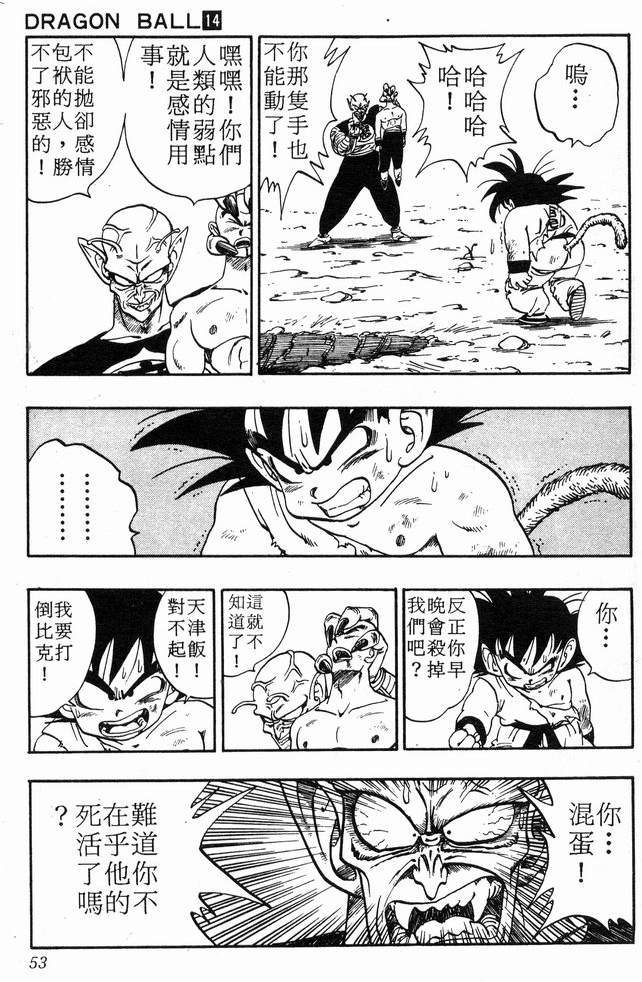 DRAGON BALL 14
嗚…
哈哈哈
哈！
你那隻手也
不能動了！
嘿嘿！你們
人類的弱點
就是感情用
事！
不能拋卻感情
包袱的人，勝
不了邪惡的！
………
你…
反正你早
晚會殺掉
我們吧？
這就不
知道了！
天津飯！
對不起！
我要打
倒比克！
你…
混蛋！
難道你不
在乎他的
死活了嗎
？
53